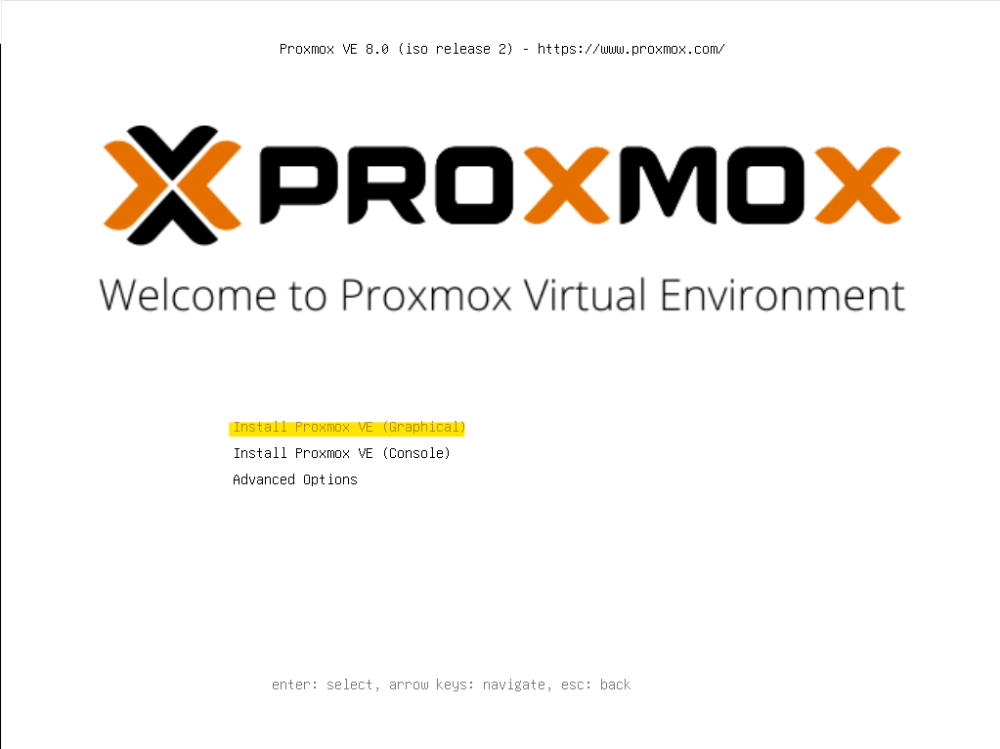 Proxmox VE 8.0 (iso release 2) - https://www.proxmox.com/
PROXMOX
Welcome to Proxmox Virtual Environment
Install Proxmox VE (Graphical)
Install Proxmox VE (Console)
Advanced Options
enter: select, arrow keys: navigate, esc: back